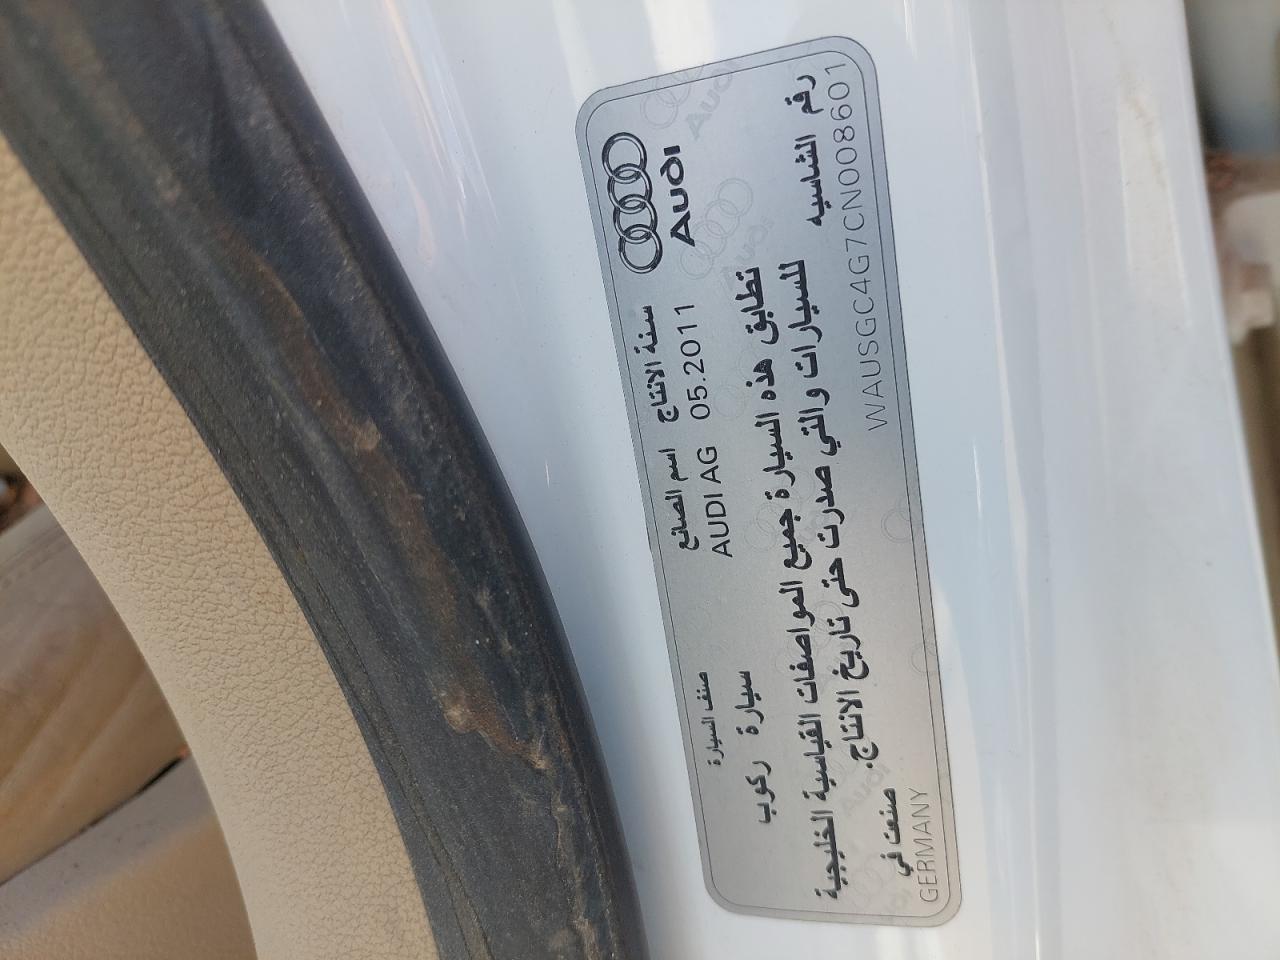 Audi
سنة الانتاج
05.2011
اسم الصانع
AUDI AG
صنف السيارة
سيارة ركوب
تطابق هذه السيارة جميع المواصفات القياسية الخليجية
للسيارات والتي صدرت حتى تاريخ الانتاج.
رقم الشاسيه
WAUSGC4G7CN008601
صنعت في
GERMANY